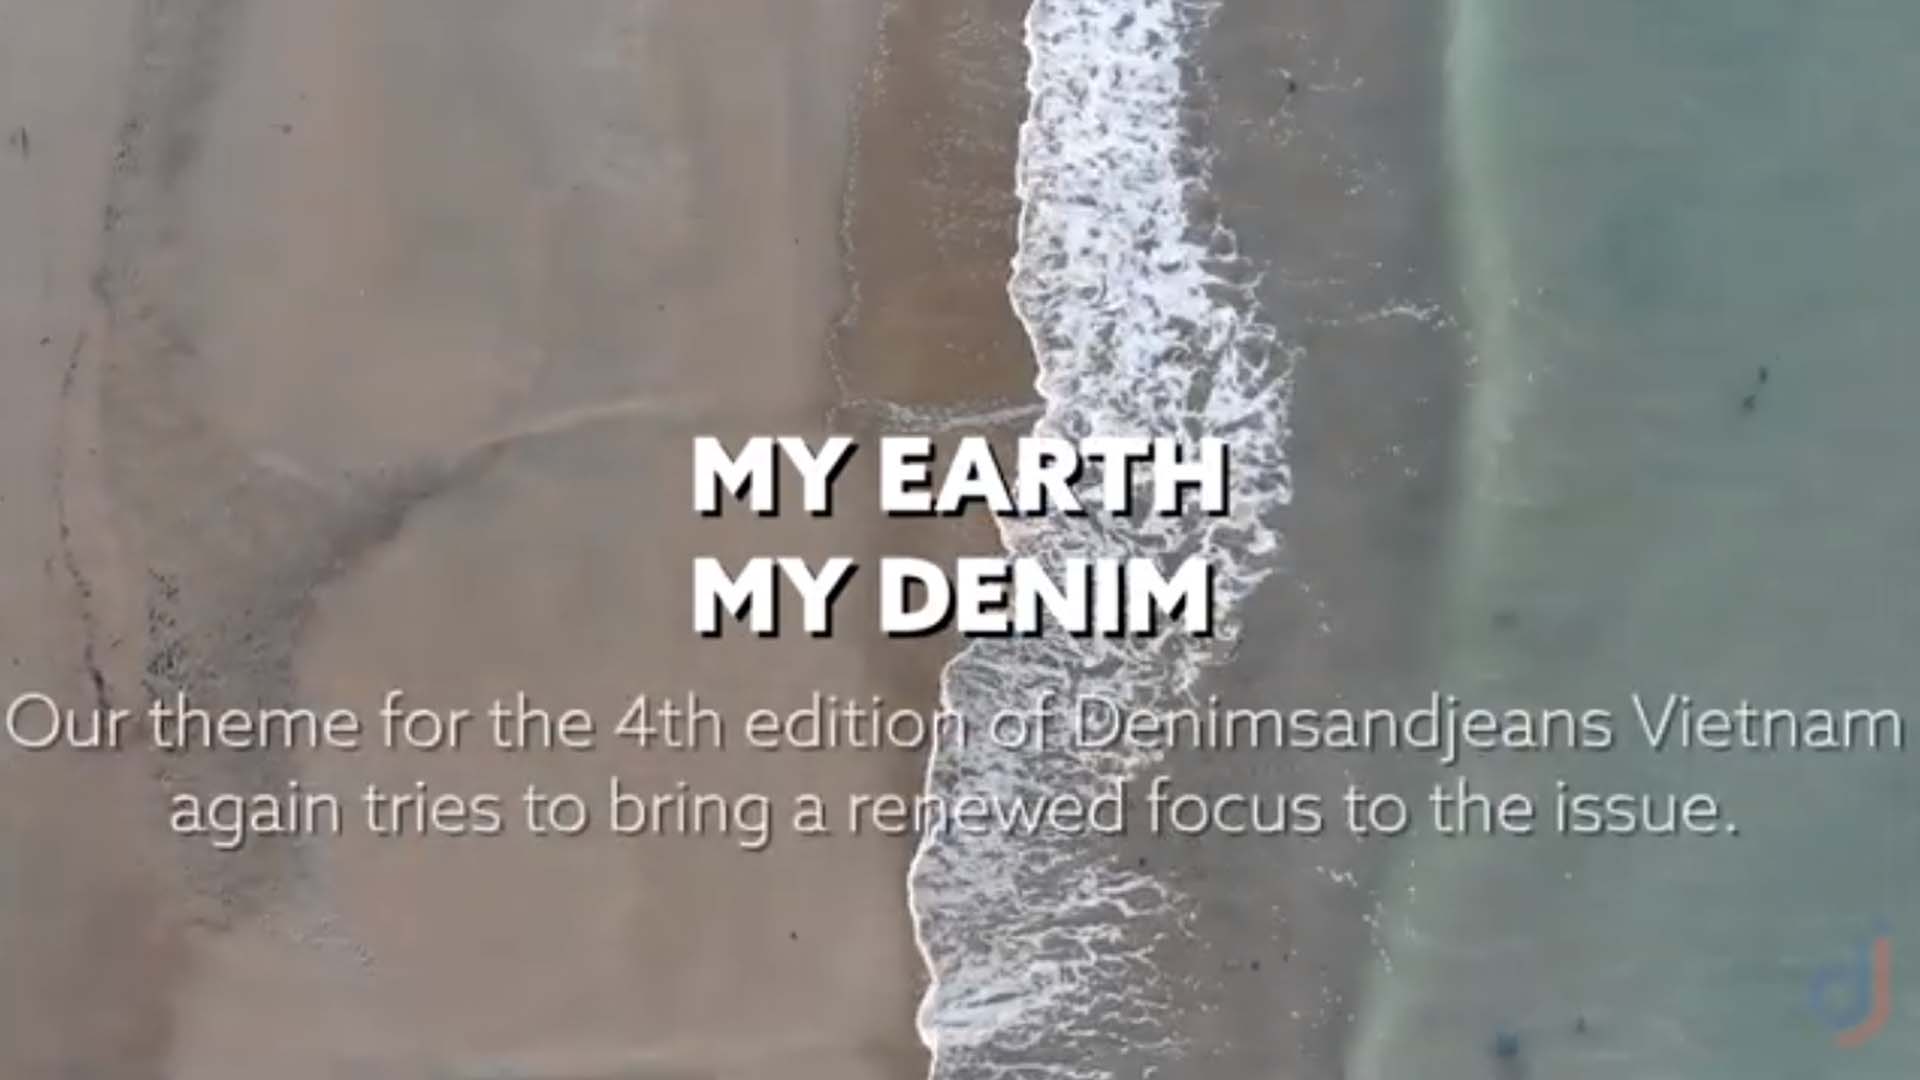 MY EARTH
MY DENIM
Our theme for the 4th edition of Denimsandjeans Vietnam
again tries to bring a renewed focus to the issue.
dj